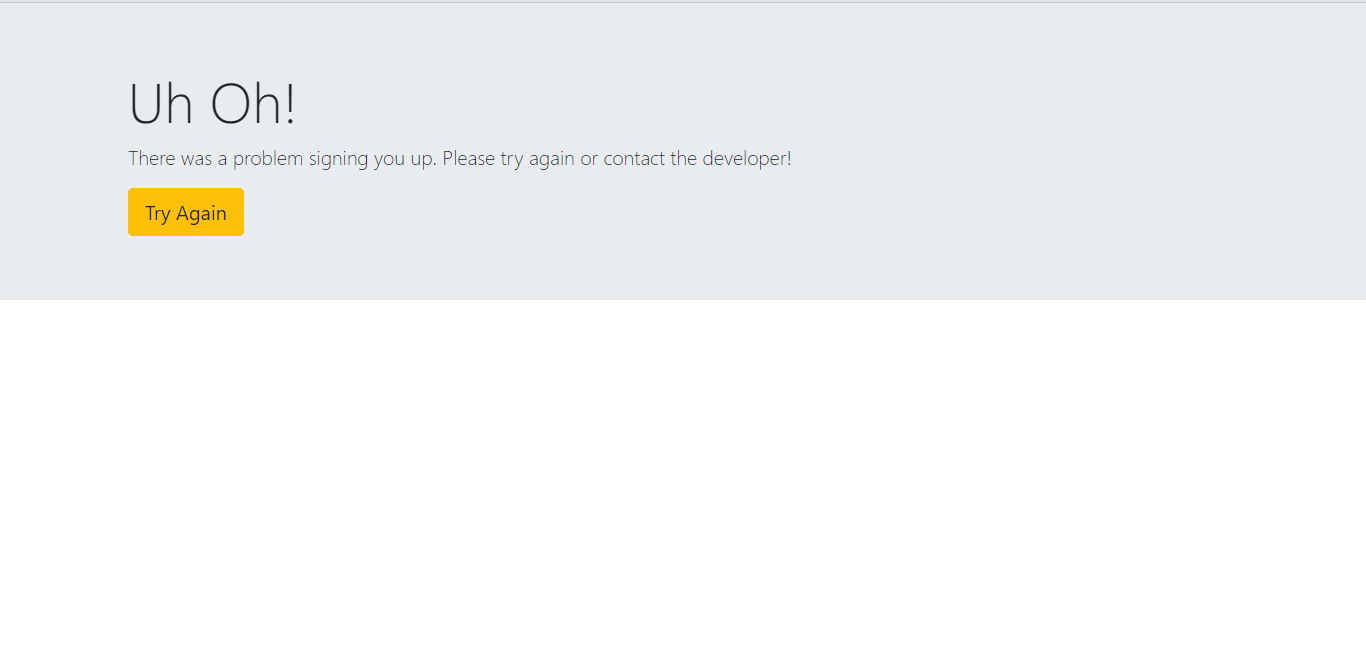 Uh Oh!
There was a problem signing you up. Please try again or contact the developer!
Try Again